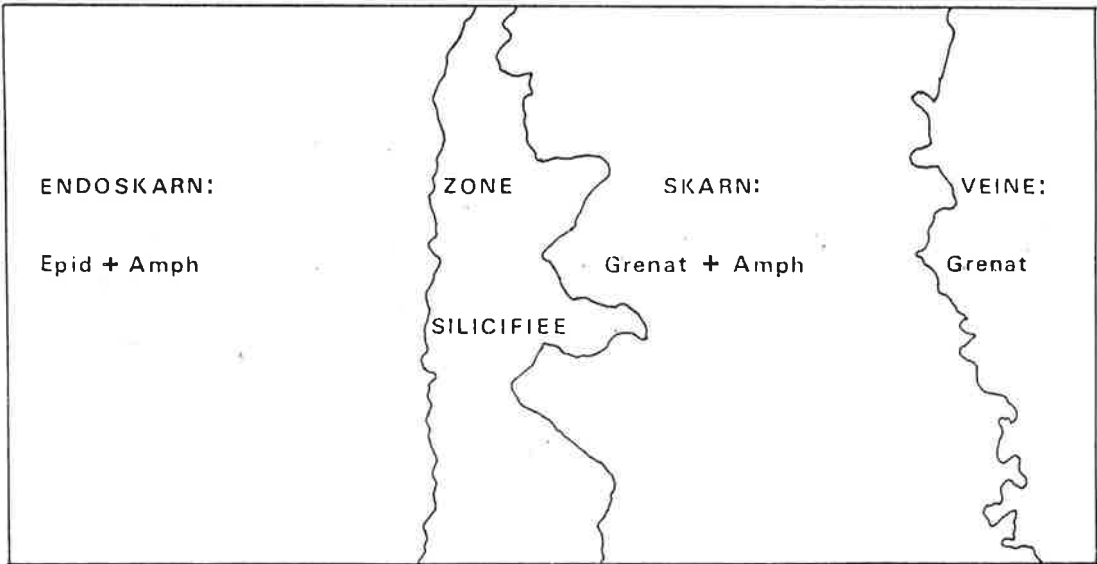 ENDOSKARN:
Epid + Amph
ZONE
SILICIFIEE
SKARN:
Grenat + Amph
VEINE:
Grenat